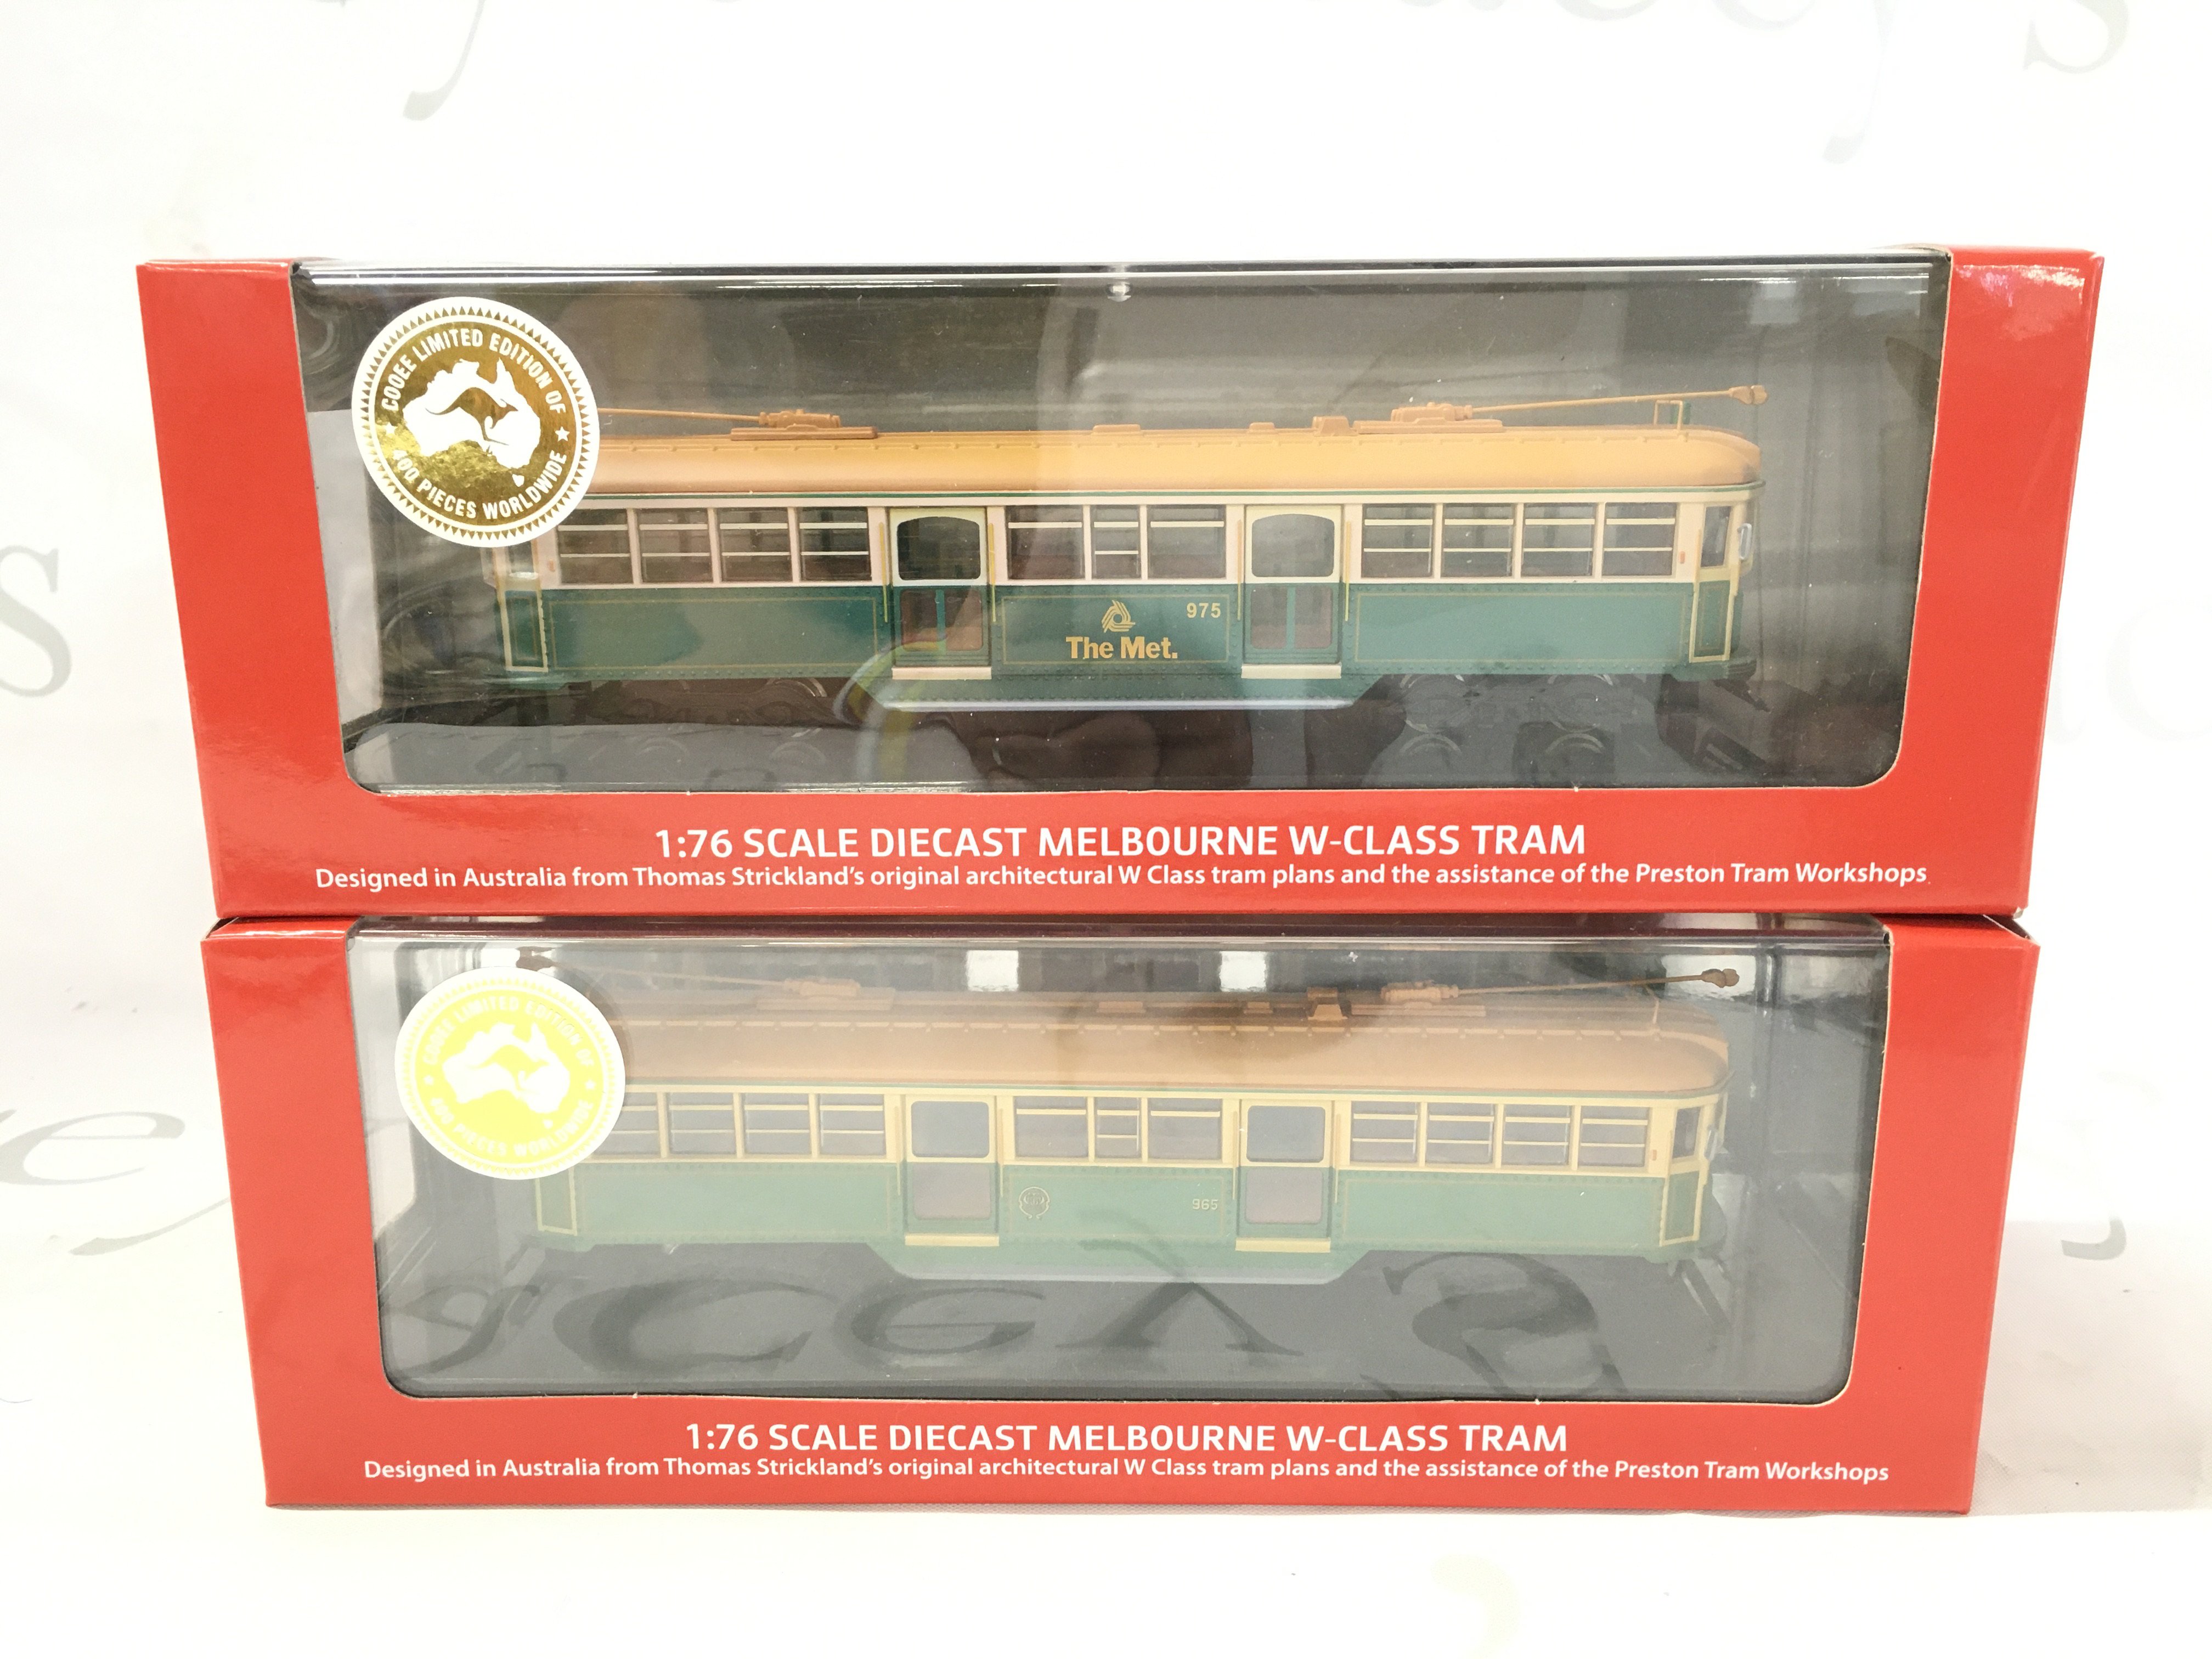 COOEE LIMITED EDITION OF
400 PIECES WORLDWIDE
975
The Met.
1:76 SCALE DIECAST MELBOURNE W-CLASS TRAM
Designed in Australia from Thomas Strickland's original architectural W Class tram plans and the assistance of the Preston Tram Workshops
COOEE LIMITED EDITION OF
400 PIECES WORLDWIDE
965
1:76 SCALE DIECAST MELBOURNE W-CLASS TRAM
Designed in Australia from Thomas Strickland's original architectural W Class tram plans and the assistance of the Preston Tram Workshops